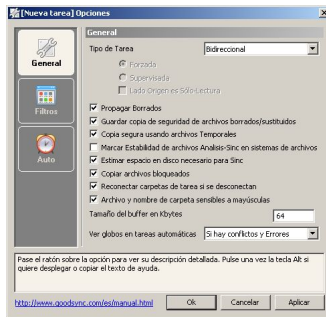 [Nueva tarea] Opciones
General
Filtros
Auto
General
Tipo de Tarea
Bidireccional
Forzada
Supervisada
Lado Origen es Sólo-Lectura
Propagar Borrados
Guardar copia de seguridad de archivos borrados/sustituidos
Copia segura usando archivos Temporales
Marcar Estabilidad de archivos Analisis-Sinc en sistemas de archivos
Estimar espacio en disco necesario para Sinc
Copiar archivos bloqueados
Reconectar carpetas de tarea si se desconectan
Archivo y nombre de carpeta sensibles a mayúsculas
Tamaño del buffer en Kbytes
64
Ver globos en tareas automáticas
Si hay conflictos y Errores
Pase el ratón sobre la opción para ver su descripción detallada. Pulse una vez la tecla Alt si
quiere desplegar o copiar el texto de ayuda.
http://www.goodsync.com/es/manual.html
Ok
Cancelar
Aplicar